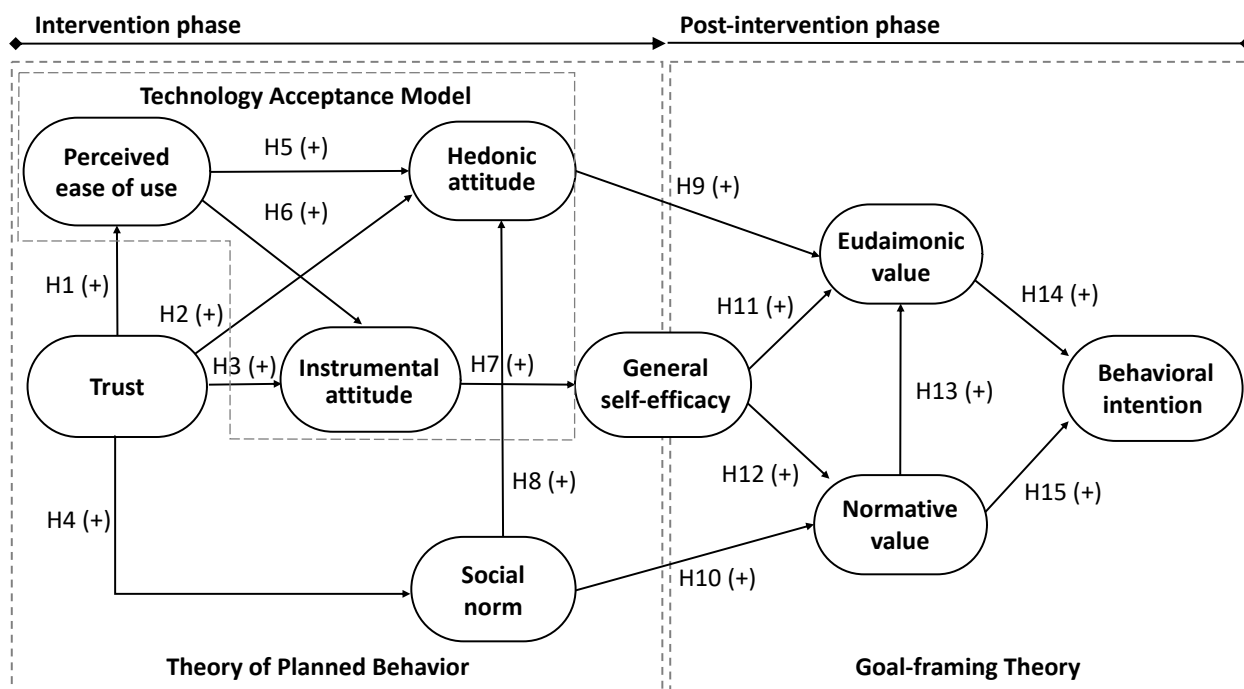 Intervention phase
Post-intervention phase
Technology Acceptance Model
Perceived
ease of use
H5 (+)
Hedonic
attitude
H6 (+)
H9 (+)
Eudaimonic
value
H1 (+)
H2 (+)
H11 (+)
H14 (+)
Trust
H3 (+)
Instrumental
attitude
H7 (+)
General
self-efficacy
H13 (+)
Behavioral
intention
H4 (+)
H8 (+)
H12 (+)
Normative
value
H15 (+)
Social
norm
H10 (+)
Theory of Planned Behavior
Goal-framing Theory